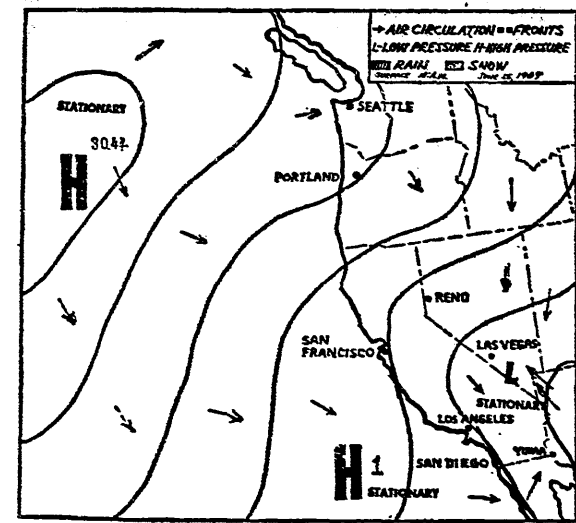 → AIR CIRCULATION == FRONTS
L-LOW PRESSURE H-HIGH PRESSURE
RAIN SNOW
STATIONARY
30.47
H
SEATTLE
PORTLAND
RENO
SAN
FRANCISCO
LAS VEGAS
L
STATIONARY
LOS ANGELES
YUMA
SAN DIEGO
H 1
STATIONARY